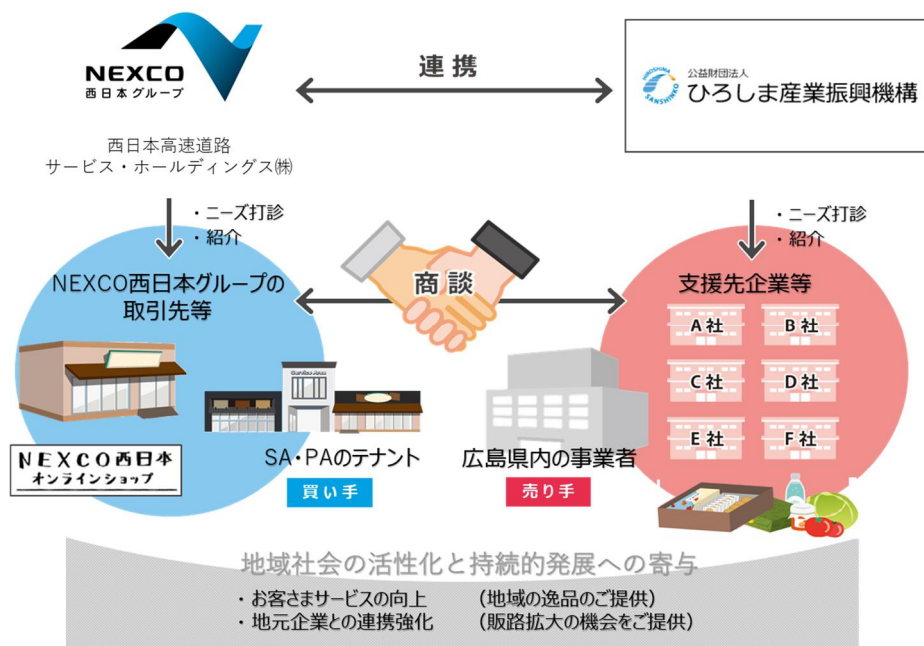 NEXCO
西日本グループ
連携
HIROSHIMA
SANSHINKO
公益財団法人
ひろしま産業振興機構
西日本高速道路
サービス・ホールディングス㈱
・ニーズ打診
・紹介
・ニーズ打診
・紹介
NEXCO西日本グループの
取引先等
商談
支援先企業等
A社
B社
C社
D社
E社
F社
Service Area
NEXCO西日本
オンラインショップ
SA・PAのテナント
買い手
広島県内の事業者
売り手
地域社会の活性化と持続的発展への寄与
・お客さまサービスの向上 （地域の逸品のご提供）
・地元企業との連携強化 （販路拡大の機会をご提供）